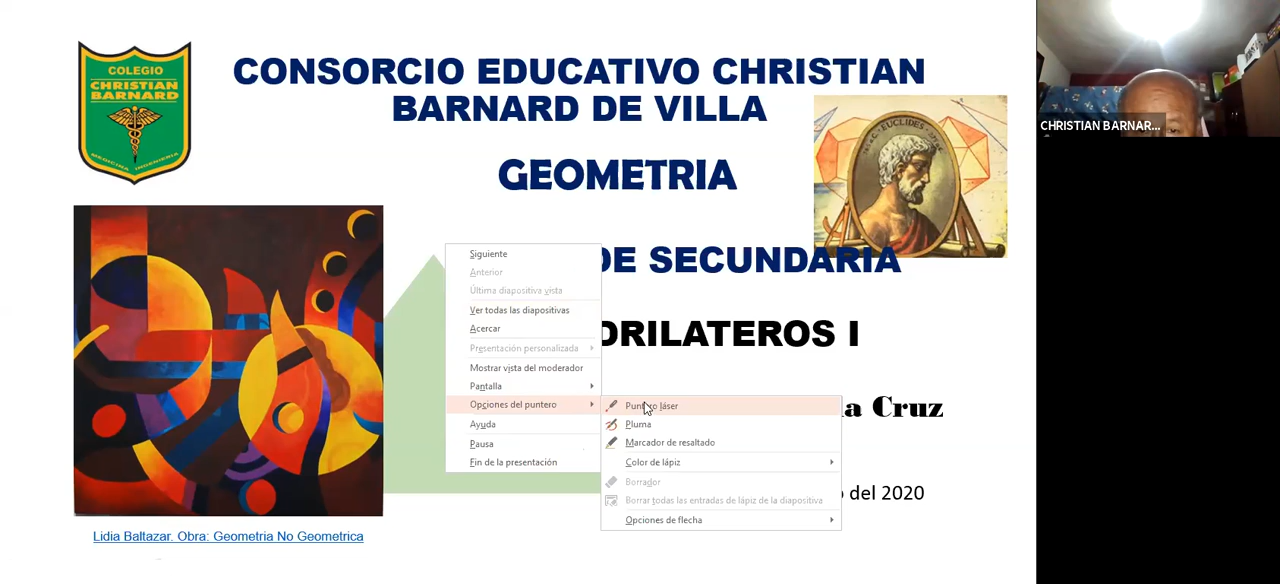 COLEGIO
CHRISTIAN
BARNARD
MEDICINA INGENIERIA
CONSORCIO EDUCATIVO CHRISTIAN
BARNARD DE VILLA
GEOMETRIA
EUCLIDES
CHRISTIAN BARNAR...
DE SECUNDARIA
DRILATEROS I
a Cruz
del 2020
Siguiente
Anterior
Última diapositiva vista
Ver todas las diapositivas
Acercar
Presentación personalizada
Mostrar vista del moderador
Pantalla
Opciones del puntero
Ayuda
Pausa
Fin de la presentación
Puntero láser
Pluma
Marcador de resaltado
Color de lápiz
Borrador
Borrar todas las entradas de lápiz de la diapositiva
Opciones de flecha
Lidia Baltazar. Obra: Geometria No Geometrica